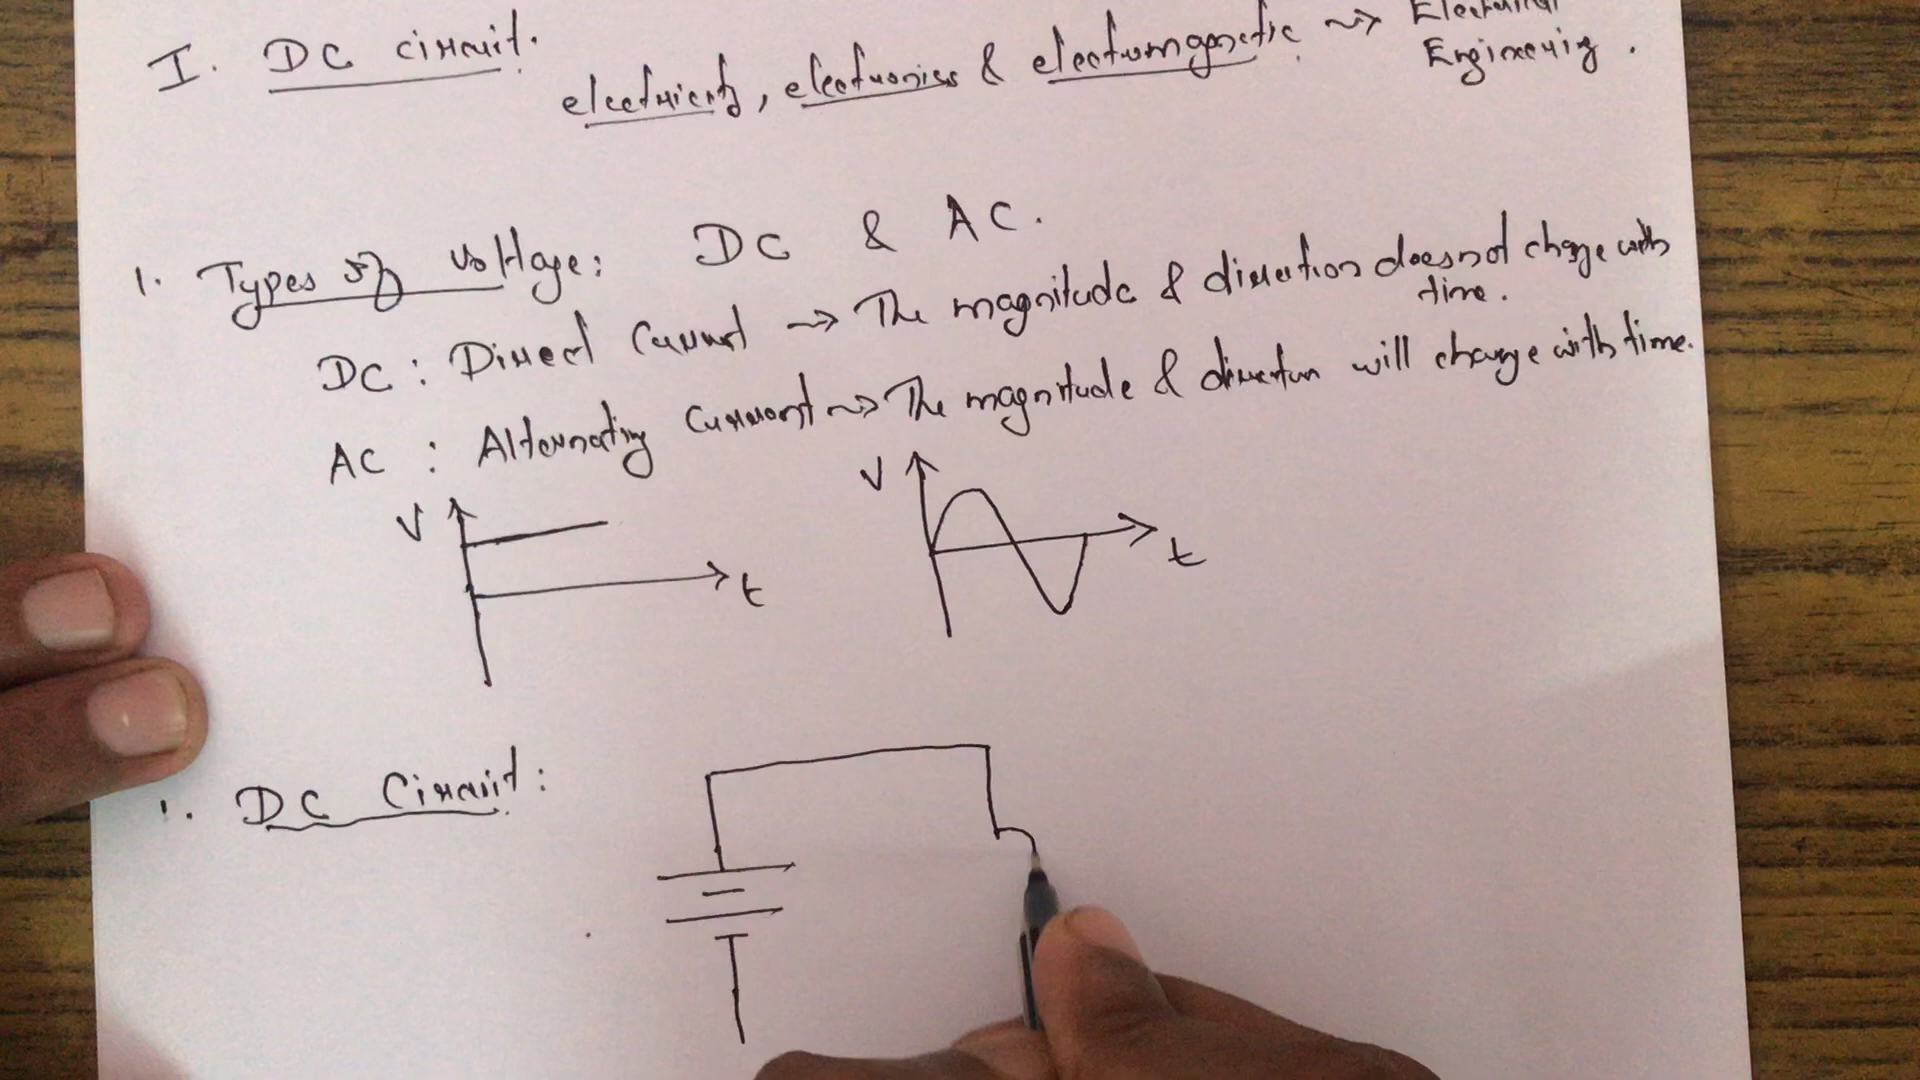 I. DC circuit.
electricity, electronics & electromagnetic ⇝ Electrical
Engineering.
1. Types of voltage: DC & AC.
DC : Direct Current ⇝ The magnitude & direction does not change with
time.
AC : Alternating Current ⇝ The magnitude & direction will change with time.
V
t
V
t
1. DC Circuit: